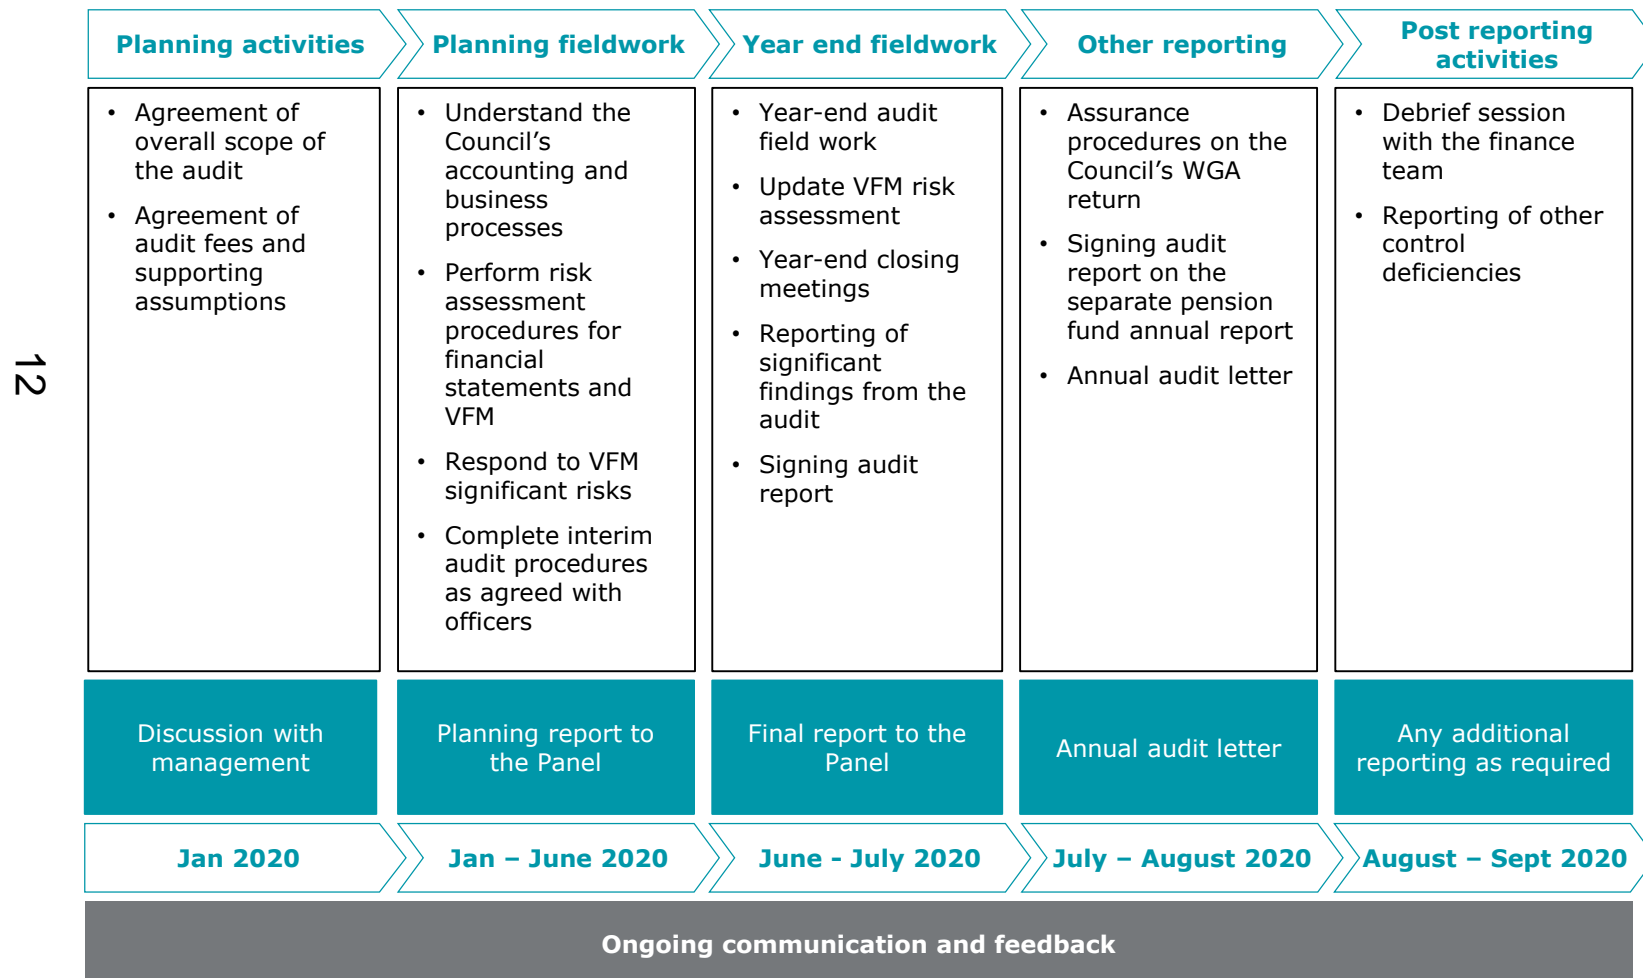 Planning activities
Planning fieldwork
Year end fieldwork
Other reporting
Post reporting
activities
• Agreement of
overall scope of
the audit
• Agreement of
audit fees and
supporting
assumptions
• Understand the
Council’s
accounting and
business
processes
• Perform risk
assessment
procedures for
financial
statements and
VFM
• Respond to VFM
significant risks
• Complete interim
audit procedures
as agreed with
officers
• Year-end audit
field work
• Update VFM risk
assessment
• Year-end closing
meetings
• Reporting of
significant
findings from the
audit
• Signing audit
report
• Assurance
procedures on the
Council’s WGA
return
• Signing audit
report on the
separate pension
fund annual report
• Annual audit letter
• Debrief session
with the finance
team
• Reporting of other
control
deficiencies
12
Discussion with
management
Planning report to
the Panel
Final report to the
Panel
Annual audit letter
Any additional
reporting as required
Jan 2020
Jan – June 2020
June - July 2020
July – August 2020
August – Sept 2020
Ongoing communication and feedback